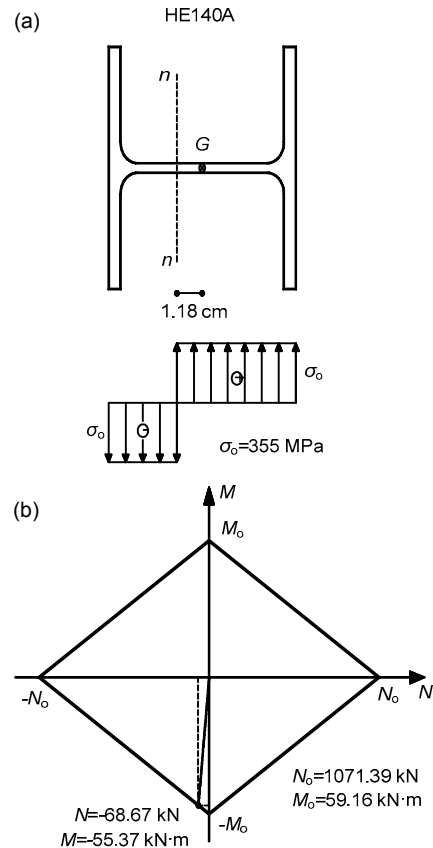 (a)
HE140A
n
G
n
1.18 cm
σo
σo
σo=355 MPa
(b)
M
Mo
-No
No
N
No=1071.39 kN
Mo=59.16 kN·m
N=-68.67 kN
M=-55.37 kN·m
-Mo